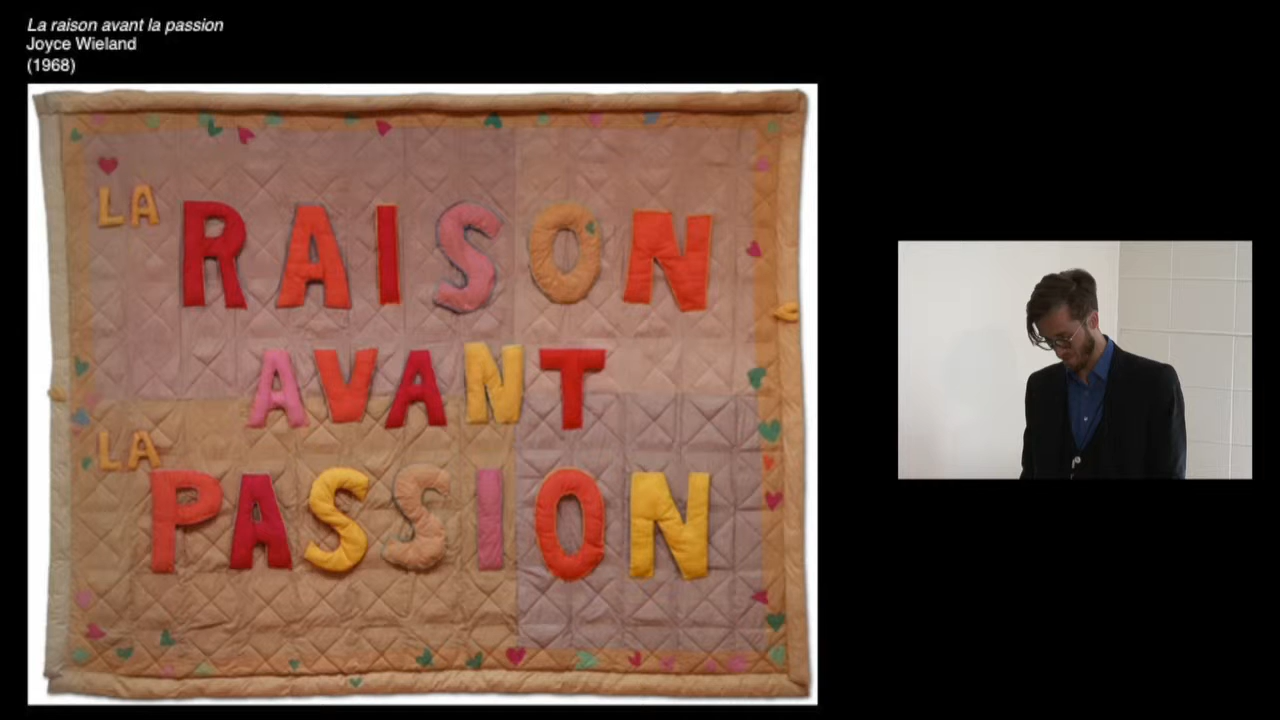 La raison avant la passion
Joyce Wieland
(1968)
LA
RAISON
AVANT
LA
PASSION